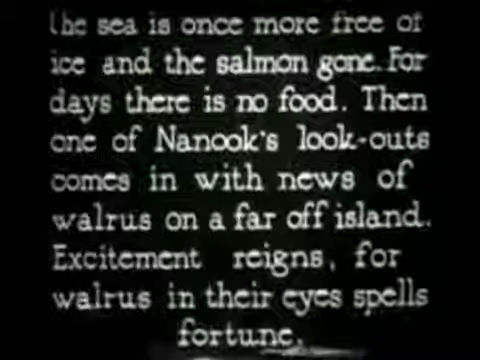 The sea is once more free of
ice and the salmon gone. For
days there is no food. Then
one of Nanook's look-outs
comes in with news of
walrus on a far off island.
Excitement reigns, for
walrus in their eyes spells
fortune.